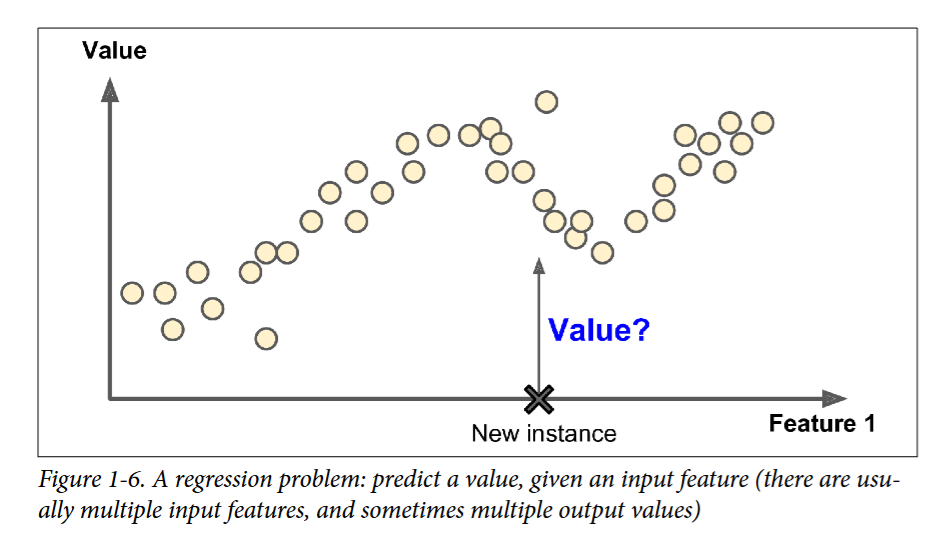 Value
Value?
New instance
Feature 1
Figure 1-6. A regression problem: predict a value, given an input feature (there are usu-
ally multiple input features, and sometimes multiple output values)